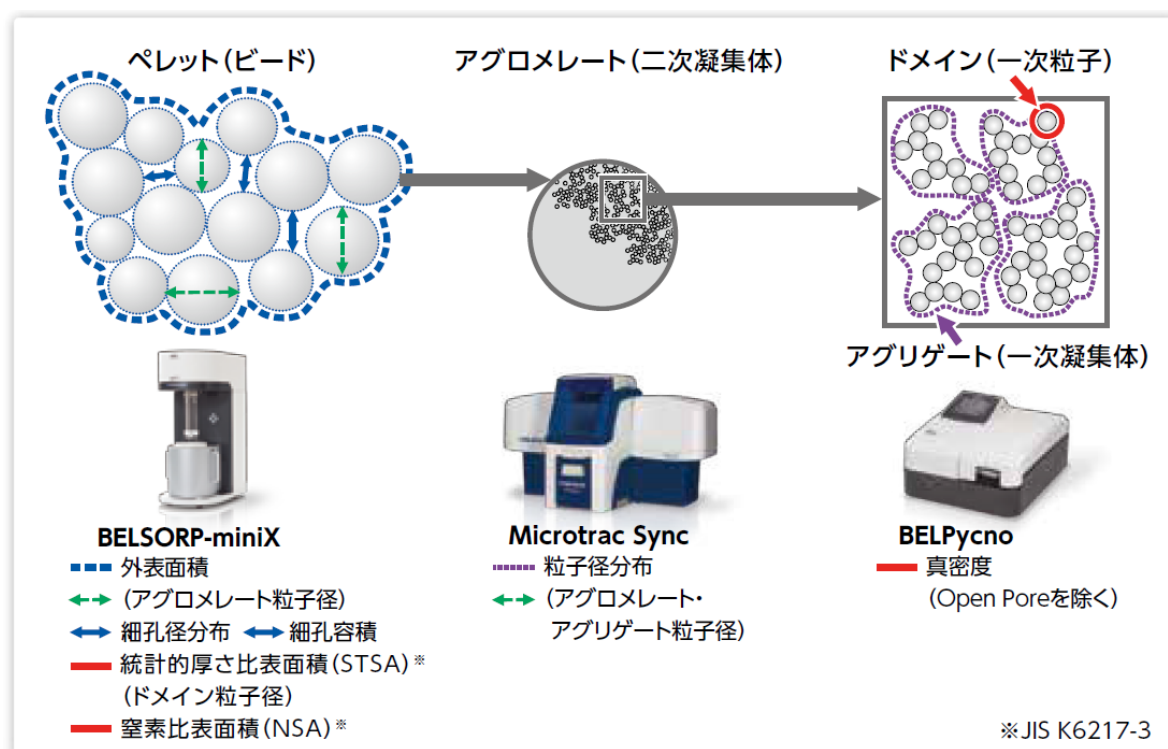 ペレット（ビード）
アグロメレート（二次凝集体）
ドメイン（一次粒子）
アグリゲート（一次凝集体）
BELSORP-miniX
外表面積
（アグロメレート粒子径）
細孔径分布 細孔容積
統計的厚さ比表面積（STSA）※
（ドメイン粒子径）
窒素比表面積（NSA）※
Microtrac Sync
粒子径分布
（アグロメレート・
アグリゲート粒子径）
BELPycno
真密度
（Open Poreを除く）
※JIS K6217-3